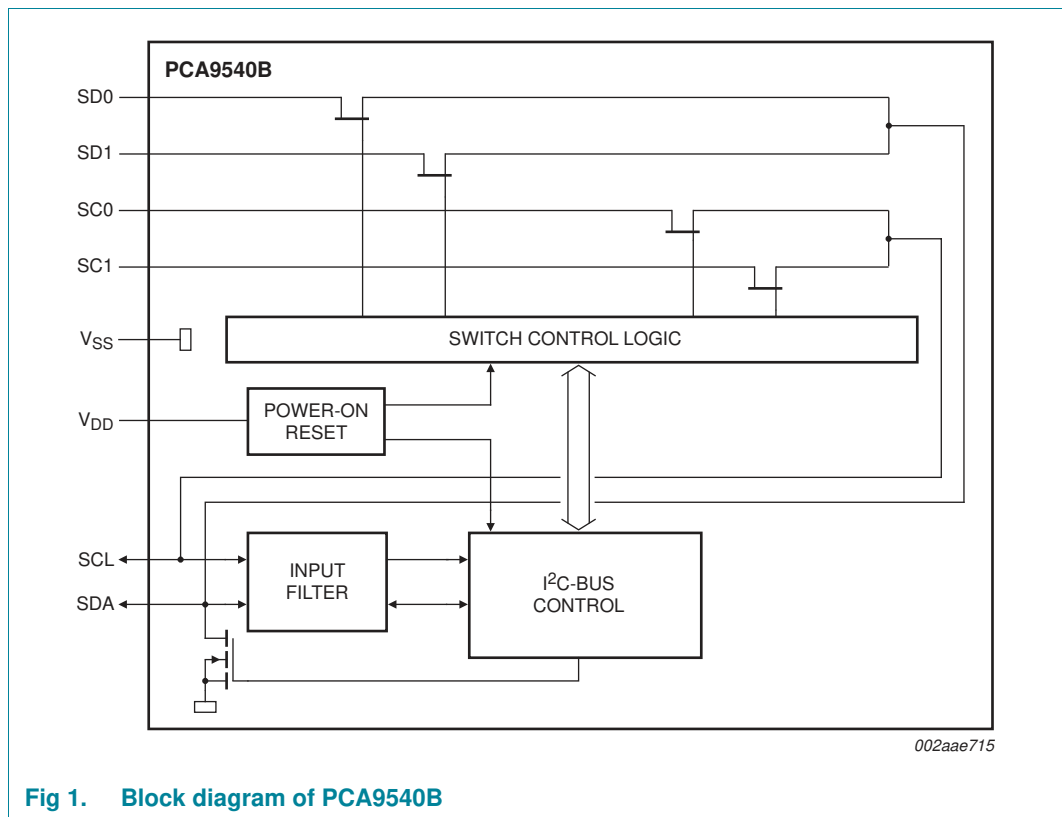 PCA9540B
SD0
SD1
SC0
SC1
VSS
SWITCH CONTROL LOGIC
VDD
POWER-ON
RESET
SCL
SDA
INPUT
FILTER
I²C-BUS
CONTROL
002aae715
Fig 1. Block diagram of PCA9540B